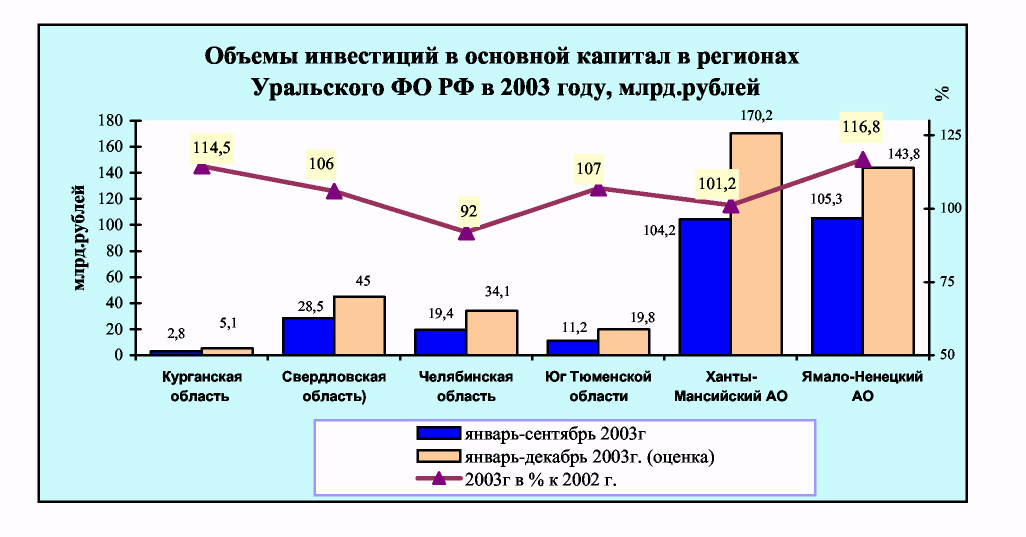 Объемы инвестиций в основной капитал в регионах
Уральского ФО РФ в 2003 году, млрд.рублей
млрд.рублей
%
180
160
140
120
100
80
60
40
20
0
125
100
75
50
114,5
106
92
107
101,2
116,8
2,8
5,1
28,5
45
19,4
34,1
11,2
19,8
104,2
170,2
105,3
143,8
Курганская
область
Свердловская
область)
Челябинская
область
Юг Тюменской
области
Ханты-
Мансийский АО
Ямало-Ненецкий
АО
январь-сентябрь 2003г
январь-декабрь 2003г. (оценка)
2003г в % к 2002 г.